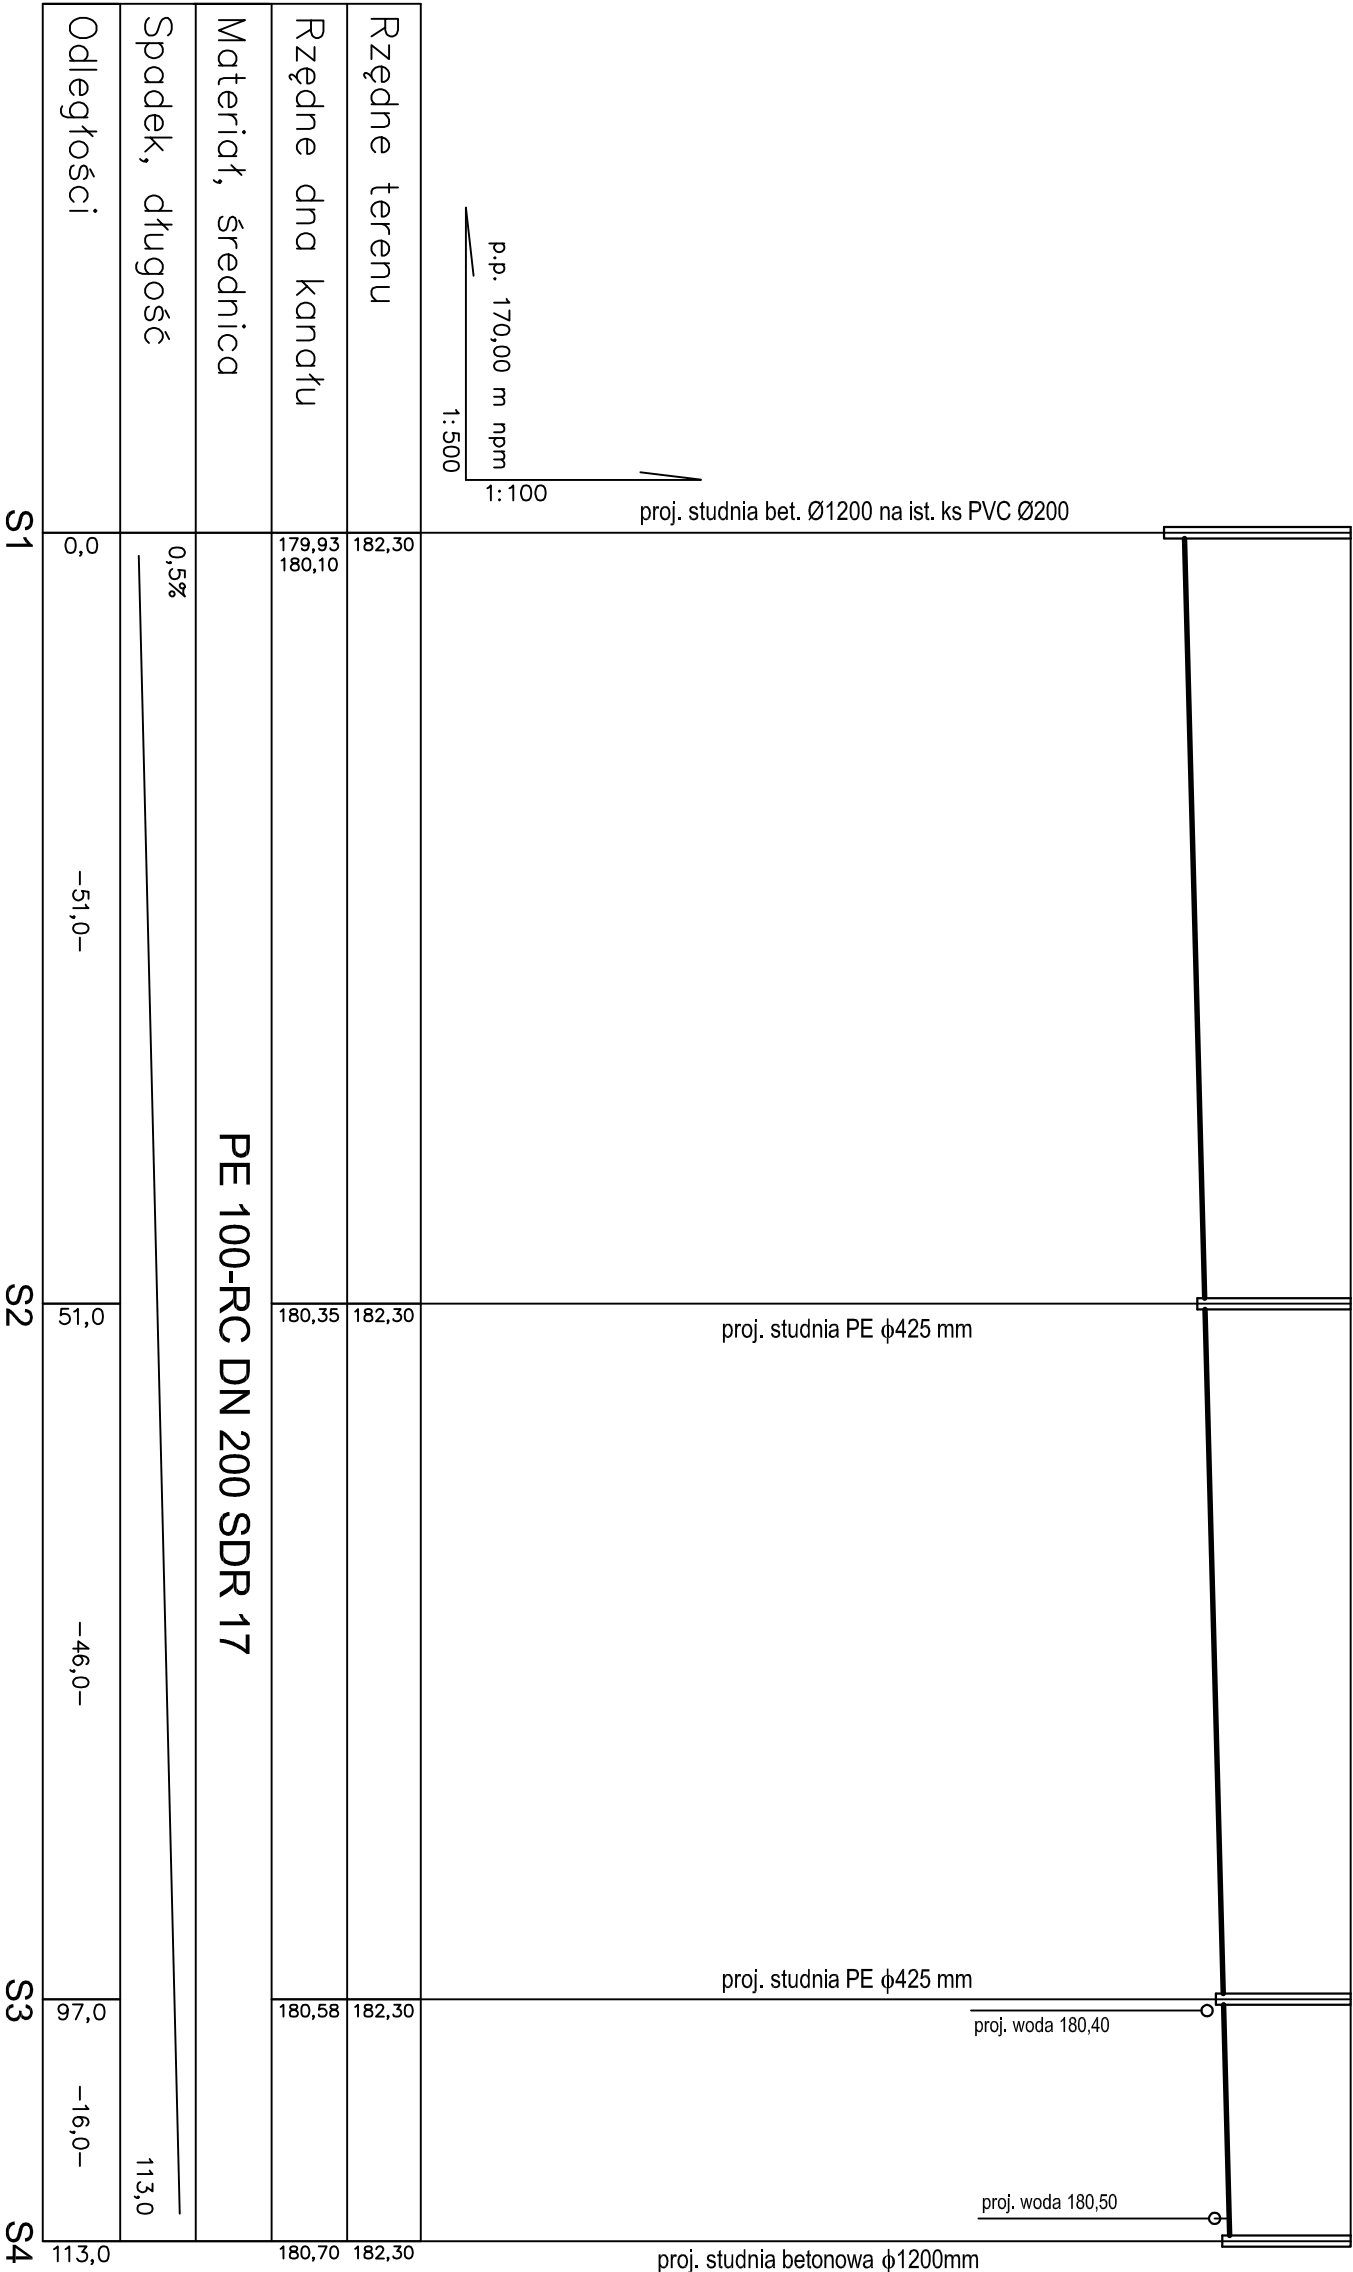 proj. studnia bet. Ø1200 na ist. ks PVC Ø200
proj. studnia PE ϕ425 mm
proj. studnia PE ϕ425 mm
proj. woda 180,40
proj. woda 180,50
proj. studnia betonowa ϕ1200mm
1:100
p.p. 170,00 m npm
1:500
Rzędne terenu
182,30
182,30
182,30
182,30
Rzędne dna kanału
179,93
180,10
180,35
180,58
180,70
Materiał, średnica
PE 100-RC DN 200 SDR 17
Spadek, długość
0,5%
113,0
Odległości
0,0
-51,0-
51,0
-46,0-
97,0
-16,0-
113,0
S1
S2
S3
S4